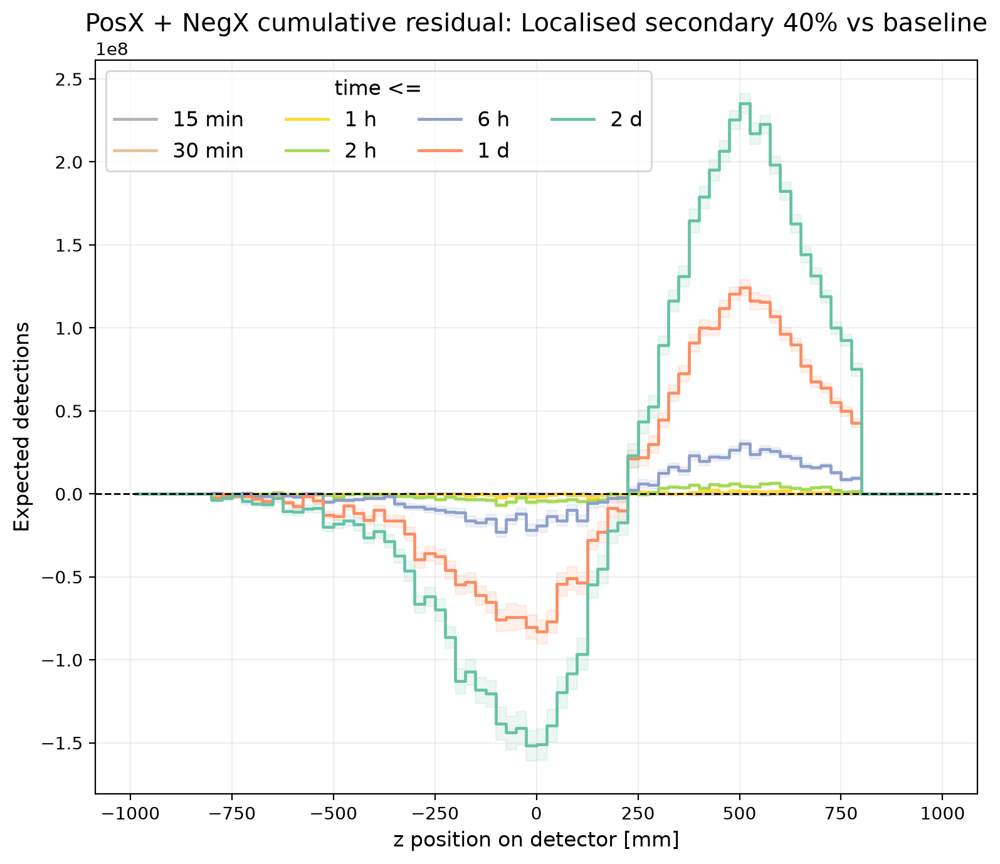 PosX + NegX cumulative residual: Localised secondary 40% vs baseline
1e8
time <=
15 min
1 h
6 h
2 d
30 min
2 h
1 d
2.5
2.0
1.5
1.0
0.5
0.0
−0.5
−1.0
−1.5
Expected detections
−1000
−750
−500
−250
0
250
500
750
1000
z position on detector [mm]